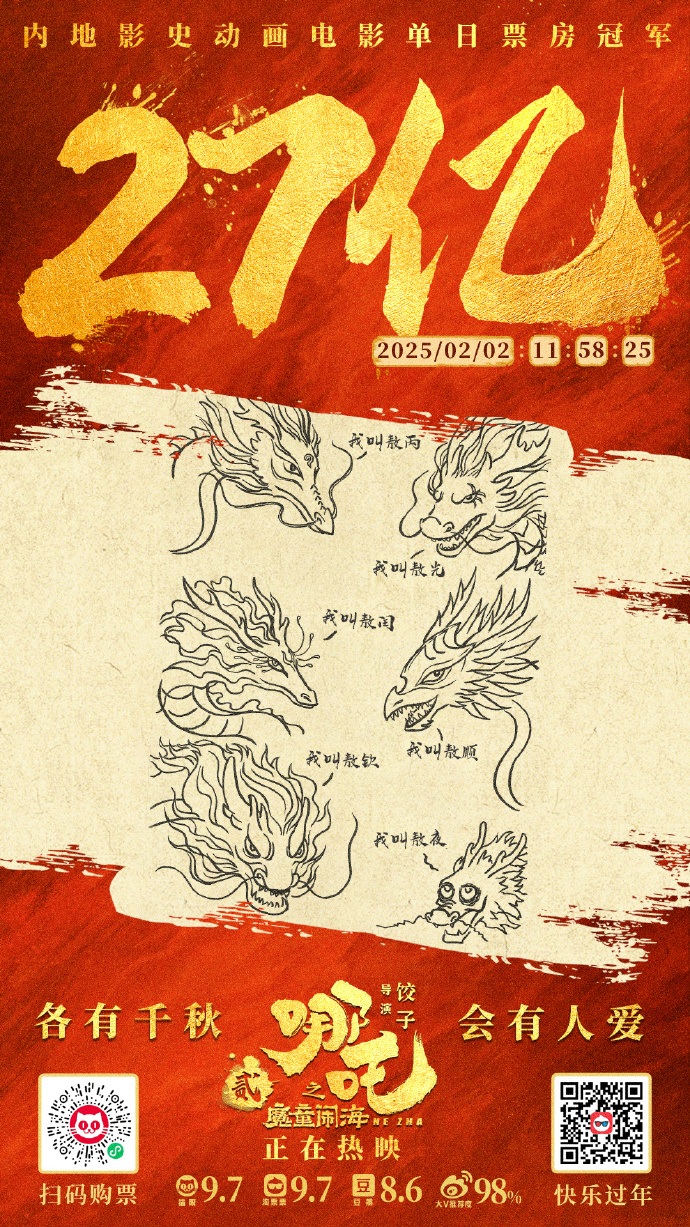 内地影史动画电影单日票房冠军
27亿
2025/02/02:11:58:25
我叫敖丙
我叫敖光
我叫敖闰
我叫敖顺
我叫敖钦
我叫敖夜
各有千秋
导演
饺子
会有人爱
哪吒
贰
之
魔童闹海
NE ZHA
正在热映
扫码购票
猫眼 9.7
淘票票 9.7
豆瓣 8.6
大V推荐度 98%
快乐过年